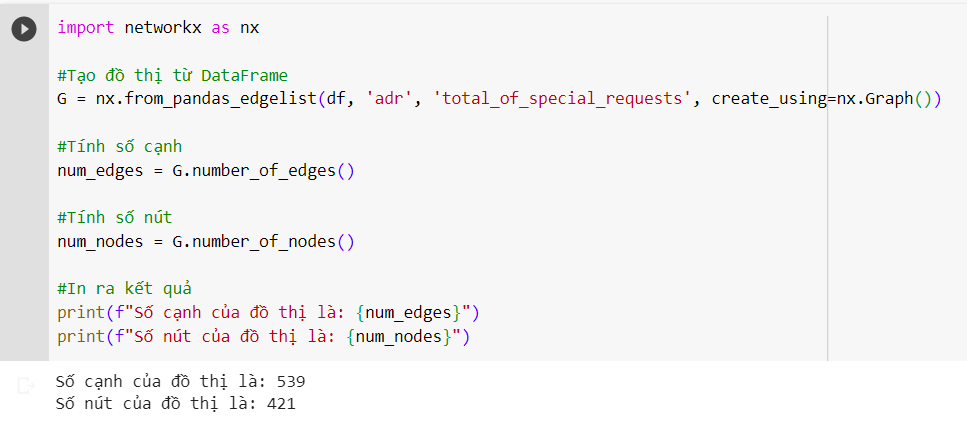 import networkx as nx
#Tạo đồ thị từ DataFrame
G = nx.from_pandas_edgelist(df, 'adr', 'total_of_special_requests', create_using=nx.Graph())
#Tính số cạnh
num_edges = G.number_of_edges()
#Tính số nút
num_nodes = G.number_of_nodes()
#In ra kết quả
print(f"Số cạnh của đồ thị là: {num_edges}")
print(f"Số nút của đồ thị là: {num_nodes}")
Số cạnh của đồ thị là: 539
Số nút của đồ thị là: 421